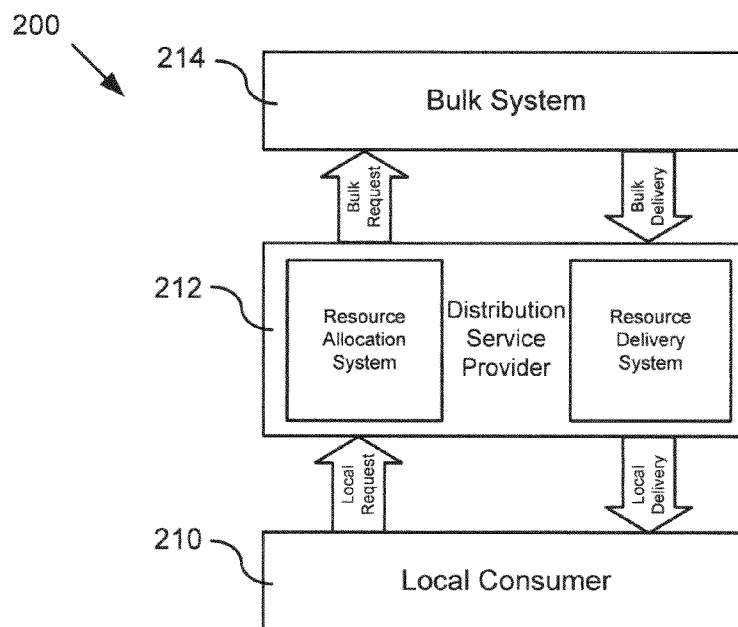 200
214
Bulk System
Bulk
Request
Bulk
Delivery
212
Resource
Allocation
System
Distribution
Service
Provider
Resource
Delivery
System
Local
Request
Local
Delivery
210
Local Consumer